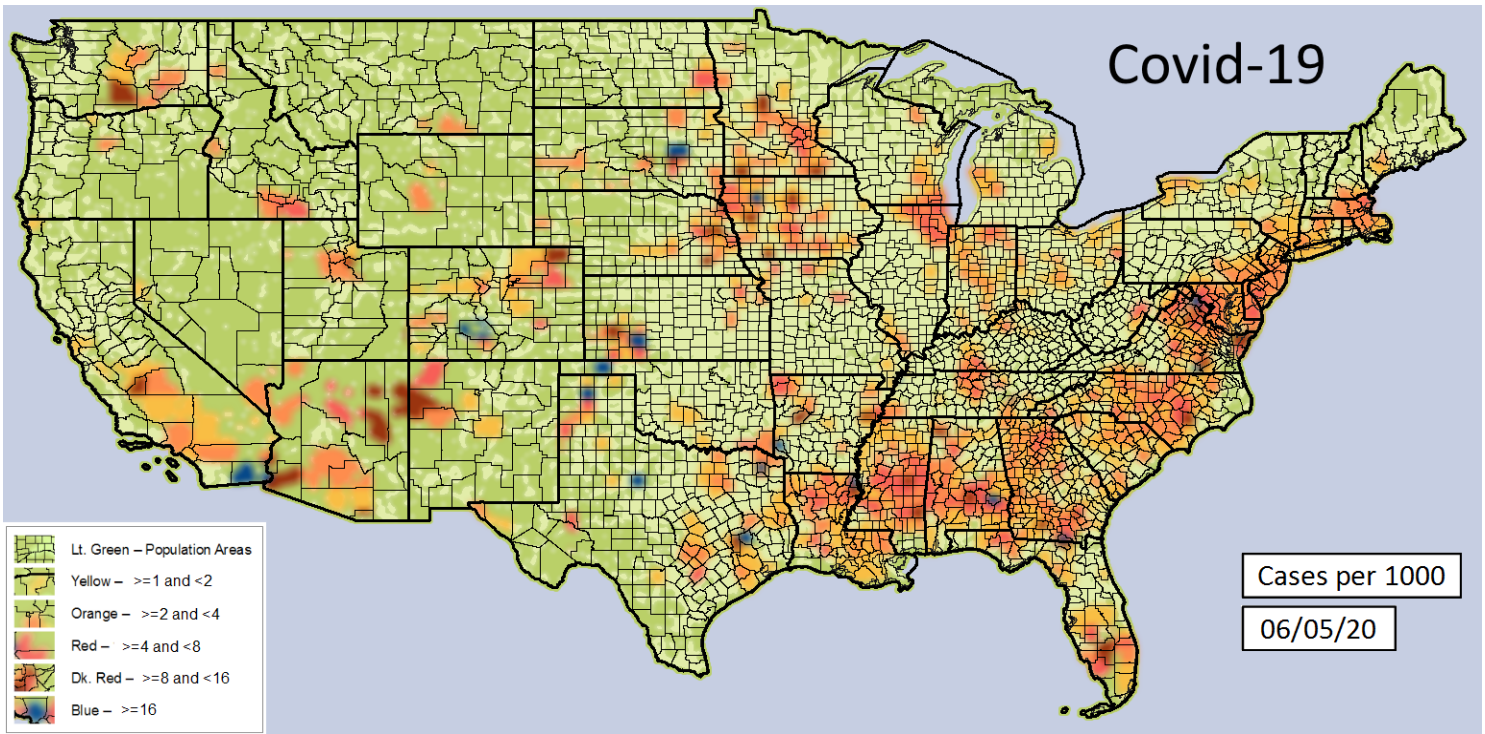 Covid-19
Lt. Green – Population Areas
Yellow – >=1 and <2
Orange – >=2 and <4
Red – >=4 and <8
Dk. Red – >=8 and <16
Blue – >=16
Cases per 1000
06/05/20